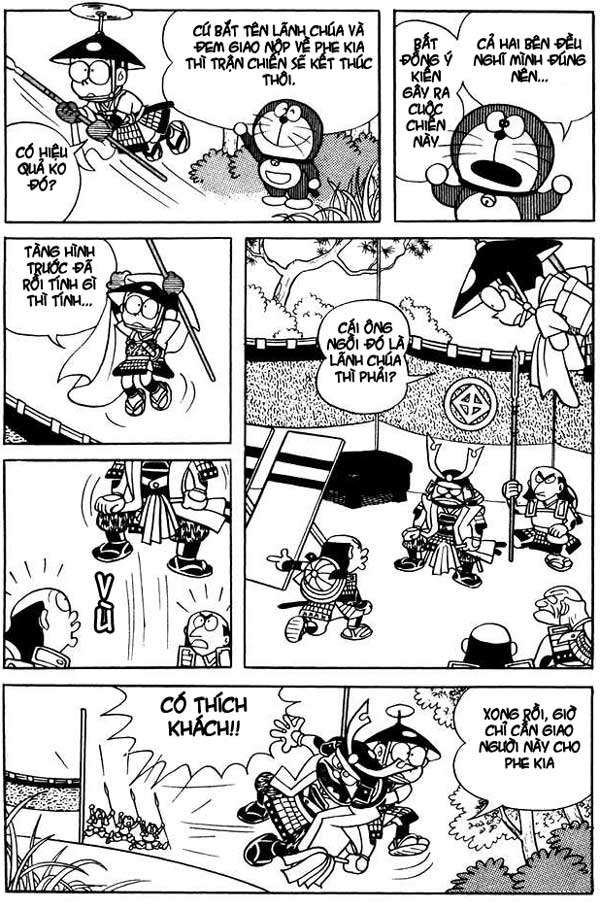 CỨ BẮT TÊN LÃNH CHÚA VÀ
ĐEM GIAO NỘP VỀ PHE KIA
THÌ TRẬN CHIẾN SẼ KẾT THÚC
THÔI.
CÓ HIỆU
QUẢ KO
ĐÓ?
CẢ HAI BÊN ĐỀU
NGHĨ MÌNH ĐÚNG
NÊN...
BẤT
ĐỒNG Ý
KIẾN
GÂY RA
CUỘC
CHIẾN
NÀY
TÀNG HÌNH
TRƯỚC ĐÃ
RỒI TÍNH GÌ
THÌ TÍNH...
CÁI ÔNG
NGỒI ĐÓ LÀ
LÃNH CHÚA
THÌ PHẢI?
VÙ
CÓ THÍCH
KHÁCH!!
XONG RỒI, GIỜ
CHỈ CẦN GIAO
NGƯỜI NÀY CHO
PHE KIA